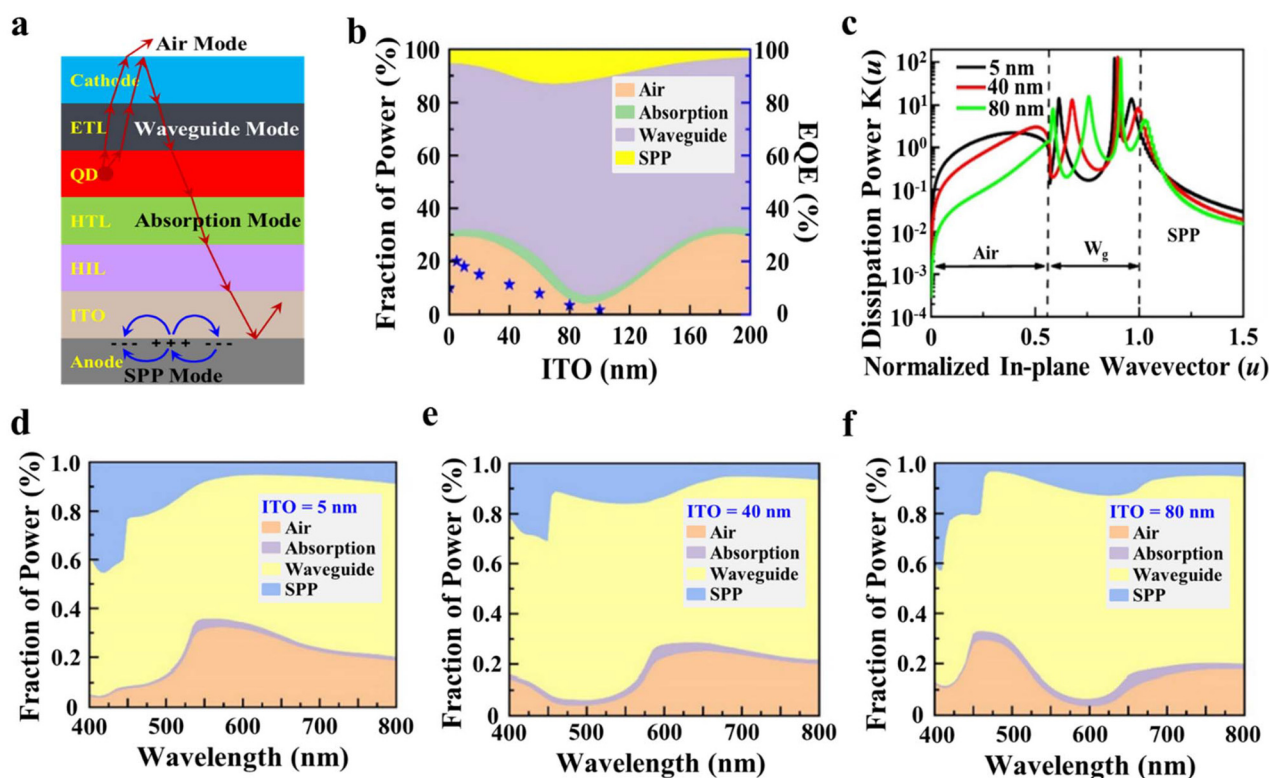 a
Air Mode
Cathode
ETL
Waveguide Mode
QD
HTL
Absorption Mode
HIL
ITO
- - - + + + - - -
Anode
SPP Mode
b
Fraction of Power (%)
100
80
60
40
20
0
Air
Absorption
Waveguide
SPP
100
80
60
40
20
0
EQE (%)
0 40 80 120 160 200
ITO (nm)
c
Dissipation Power K(u)
10²
10¹
10⁰
10⁻¹
10⁻²
10⁻³
10⁻⁴
5 nm
40 nm
80 nm
Air
Wg
SPP
0 0.5 1.0 1.5
Normalized In-plane Wavevector (u)
d
Fraction of Power (%)
1.0
0.8
0.6
0.4
0.2
0
ITO = 5 nm
Air
Absorption
Waveguide
SPP
400 500 600 700 800
Wavelength (nm)
e
Fraction of Power (%)
1.0
0.8
0.6
0.4
0.2
0
ITO = 40 nm
Air
Absorption
Waveguide
SPP
400 500 600 700 800
Wavelength (nm)
f
Fraction of Power (%)
1.0
0.8
0.6
0.4
0.2
0
ITO = 80 nm
Air
Absorption
Waveguide
SPP
400 500 600 700 800
Wavelength (nm)